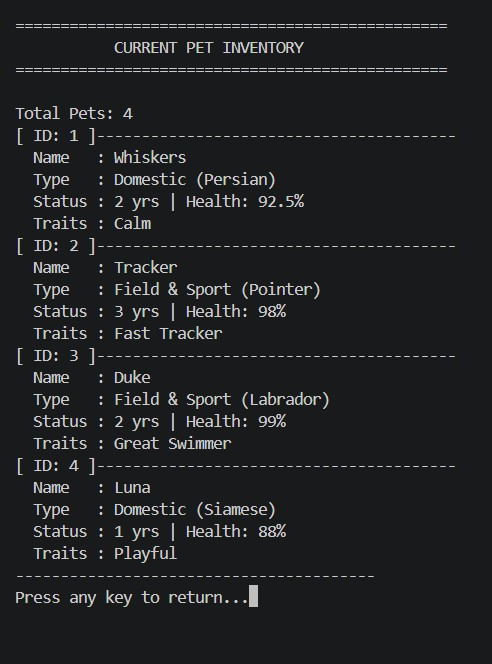 ================================================
CURRENT PET INVENTORY
================================================
Total Pets: 4
[ ID: 1 ]----------------------------------------
Name   : Whiskers
Type   : Domestic (Persian)
Status : 2 yrs | Health: 92.5%
Traits : Calm
[ ID: 2 ]----------------------------------------
Name   : Tracker
Type   : Field & Sport (Pointer)
Status : 3 yrs | Health: 98%
Traits : Fast Tracker
[ ID: 3 ]----------------------------------------
Name   : Duke
Type   : Field & Sport (Labrador)
Status : 2 yrs | Health: 99%
Traits : Great Swimmer
[ ID: 4 ]----------------------------------------
Name   : Luna
Type   : Domestic (Siamese)
Status : 1 yrs | Health: 88%
Traits : Playful
----------------------------------------
Press any key to return...